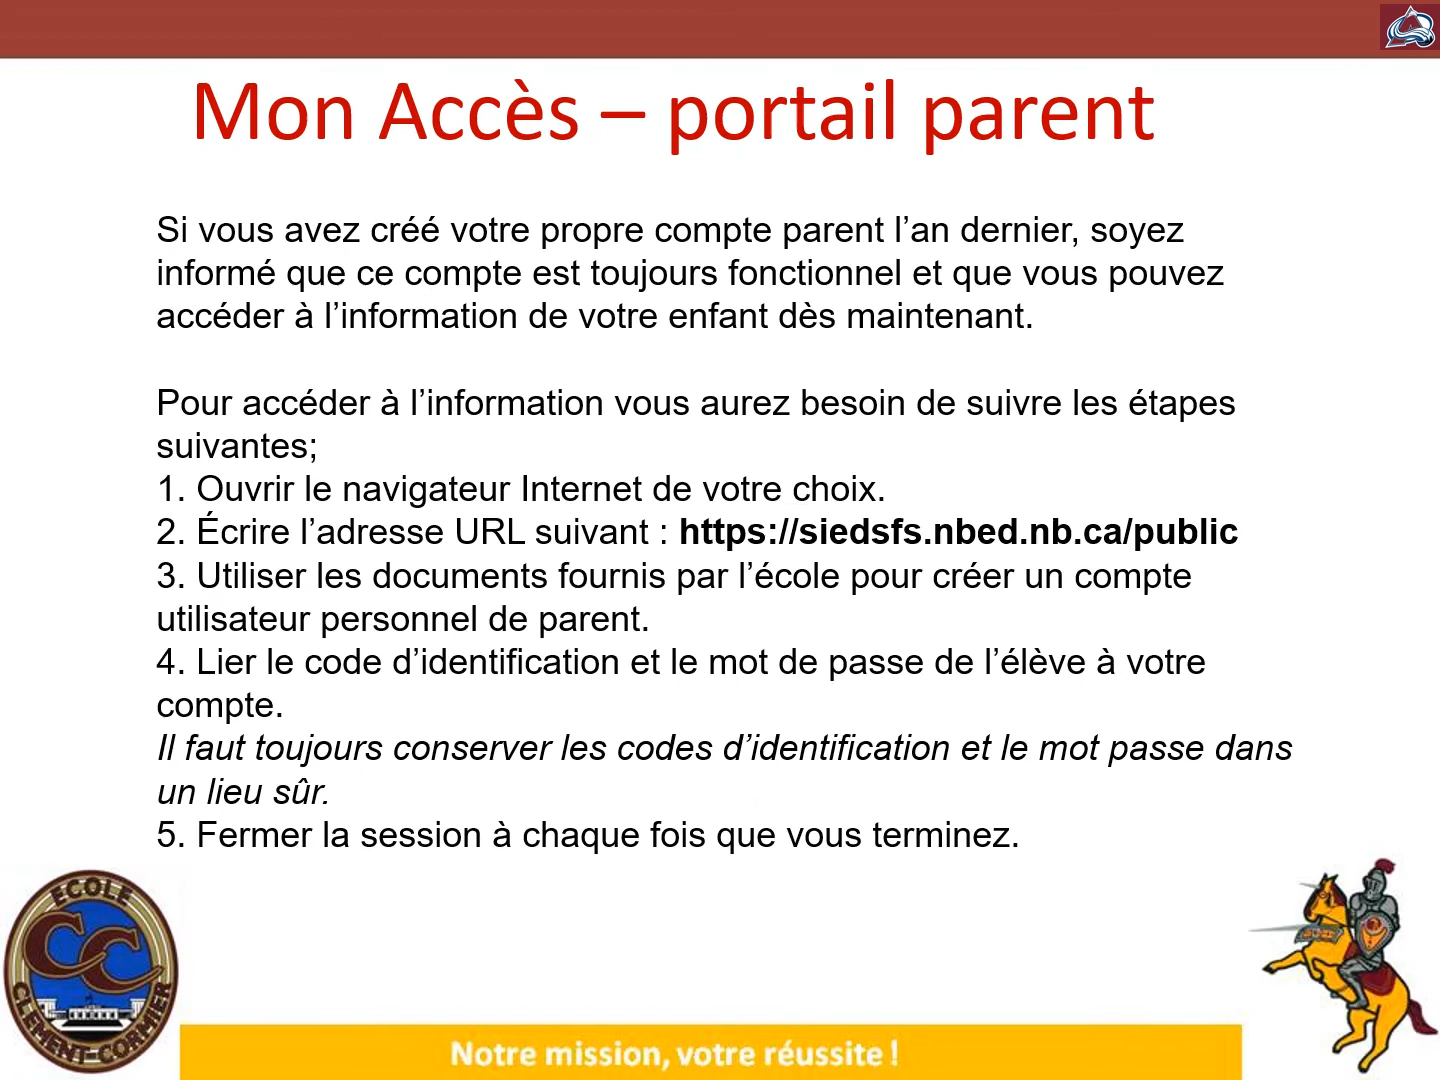 Mon Accès – portail parent
Si vous avez créé votre propre compte parent l’an dernier, soyez
informé que ce compte est toujours fonctionnel et que vous pouvez
accéder à l’information de votre enfant dès maintenant.
Pour accéder à l’information vous aurez besoin de suivre les étapes
suivantes;
1. Ouvrir le navigateur Internet de votre choix.
2. Écrire l’adresse URL suivant : https://siedsfs.nbed.nb.ca/public
3. Utiliser les documents fournis par l’école pour créer un compte
utilisateur personnel de parent.
4. Lier le code d’identification et le mot de passe de l’élève à votre
compte.
Il faut toujours conserver les codes d’identification et le mot passe dans
un lieu sûr.
5. Fermer la session à chaque fois que vous terminez.
ECOLE
CC
CLEMENT-CORMIER
Notre mission, votre réussite !